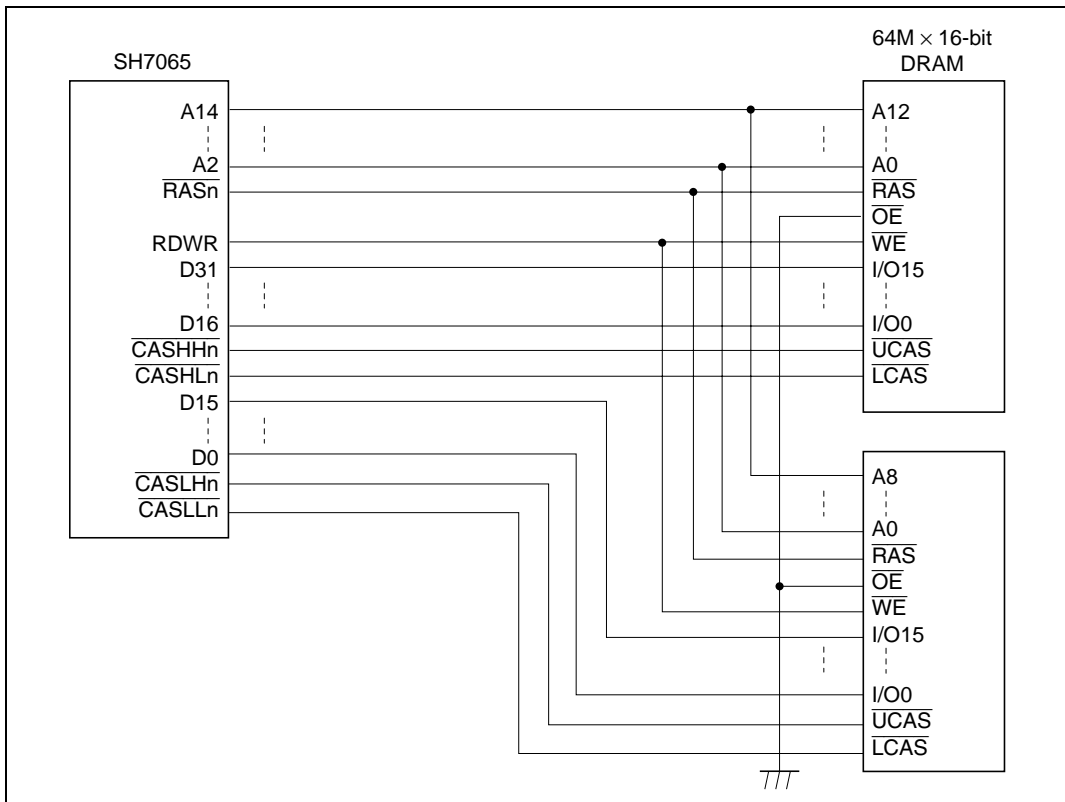 64M × 16-bit
DRAM
SH7065
A14
A2
RASn
RDWR
D31
D16
CASHHn
CASHLn
D15
D0
CASLHn
CASLLn
A12
A0
RAS
OE
WE
I/O15
I/O0
UCAS
LCAS
A8
A0
RAS
OE
WE
I/O15
I/O0
UCAS
LCAS